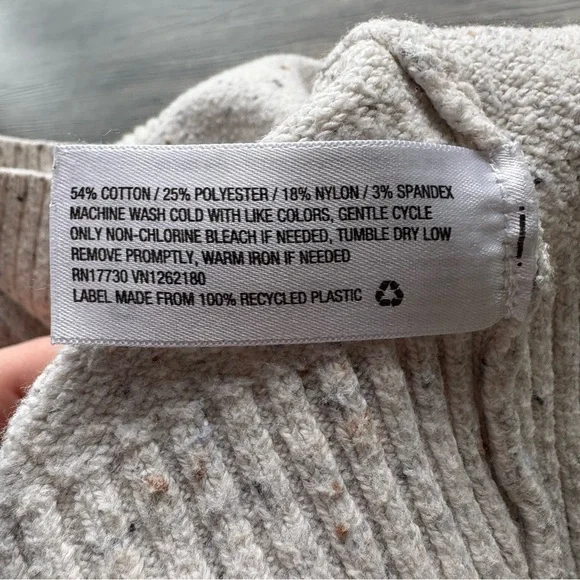 54% COTTON / 25% POLYESTER / 18% NYLON / 3% SPANDEX
MACHINE WASH COLD WITH LIKE COLORS, GENTLE CYCLE
ONLY NON-CHLORINE BLEACH IF NEEDED, TUMBLE DRY LOW
REMOVE PROMPTLY, WARM IRON IF NEEDED
RN17730 VN1262180
LABEL MADE FROM 100% RECYCLED PLASTIC